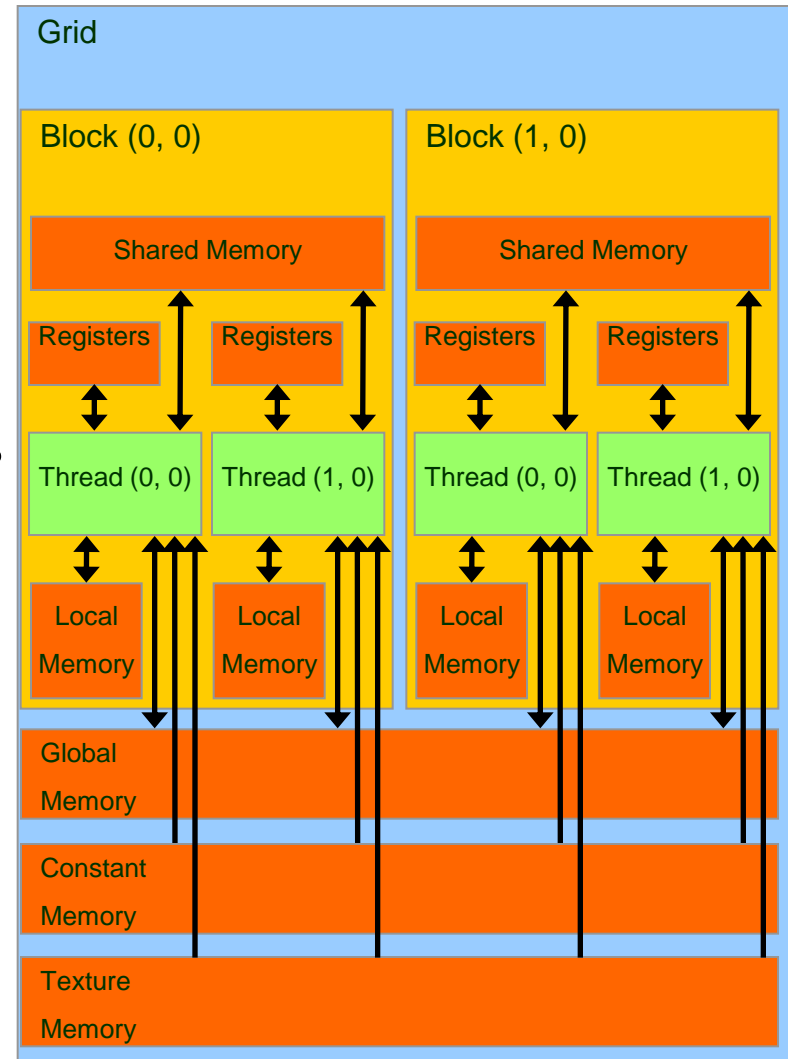 Grid
Block (0, 0)
Block (1, 0)
Shared Memory
Shared Memory
Registers
Registers
Registers
Registers
Thread (0, 0)
Thread (1, 0)
Thread (0, 0)
Thread (1, 0)
Local
Memory
Local
Memory
Local
Memory
Local
Memory
Global
Memory
Constant
Memory
Texture
Memory